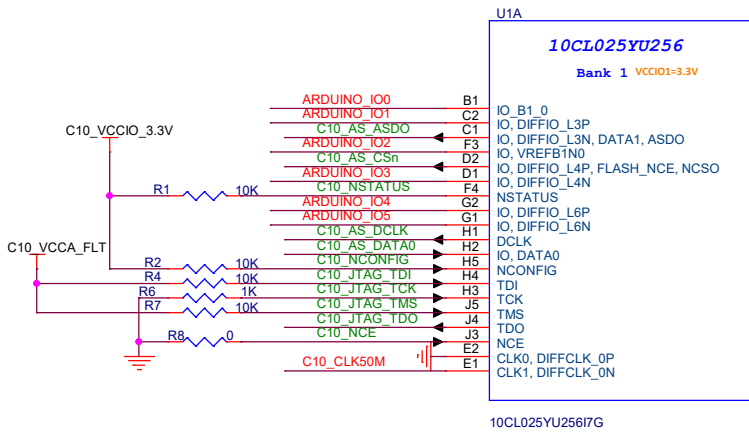 U1A
10CL025YU256
Bank 1 VCCIO1=3.3V
ARDUINO_IO0 B1 IO_B1_0
ARDUINO_IO1 C2 IO, DIFFIO_L3P
C10_VCCIO_3.3V C10_AS_ASDO C1 IO, DIFFIO_L3N, DATA1, ASDO
ARDUINO_IO2 F3 IO, VREFB1N0
C10_AS_CSn D2 IO, DIFFIO_L4P, FLASH_NCE, NCSO
ARDUINO_IO3 D1 IO, DIFFIO_L4N
R1 10K C10_NSTATUS F4 NSTATUS
ARDUINO_IO4 G2 IO, DIFFIO_L6P
ARDUINO_IO5 G1 IO, DIFFIO_L6N
C10_VCCA_FLT C10_AS_DCLK H1 DCLK
C10_AS_DATA0 H2 IO, DATA0
R2 10K C10_NCONFIG H5 NCONFIG
R4 10K C10_JTAG_TDI H4 TDI
R6 1K C10_JTAG_TCK H3 TCK
R7 10K C10_JTAG_TMS J5 TMS
C10_JTAG_TDO J4 TDO
R8 0 C10_NCE J3 NCE
E2 CLK0, DIFFCLK_0P
C10_CLK50M E1 CLK1, DIFFCLK_0N
10CL025YU256I7G